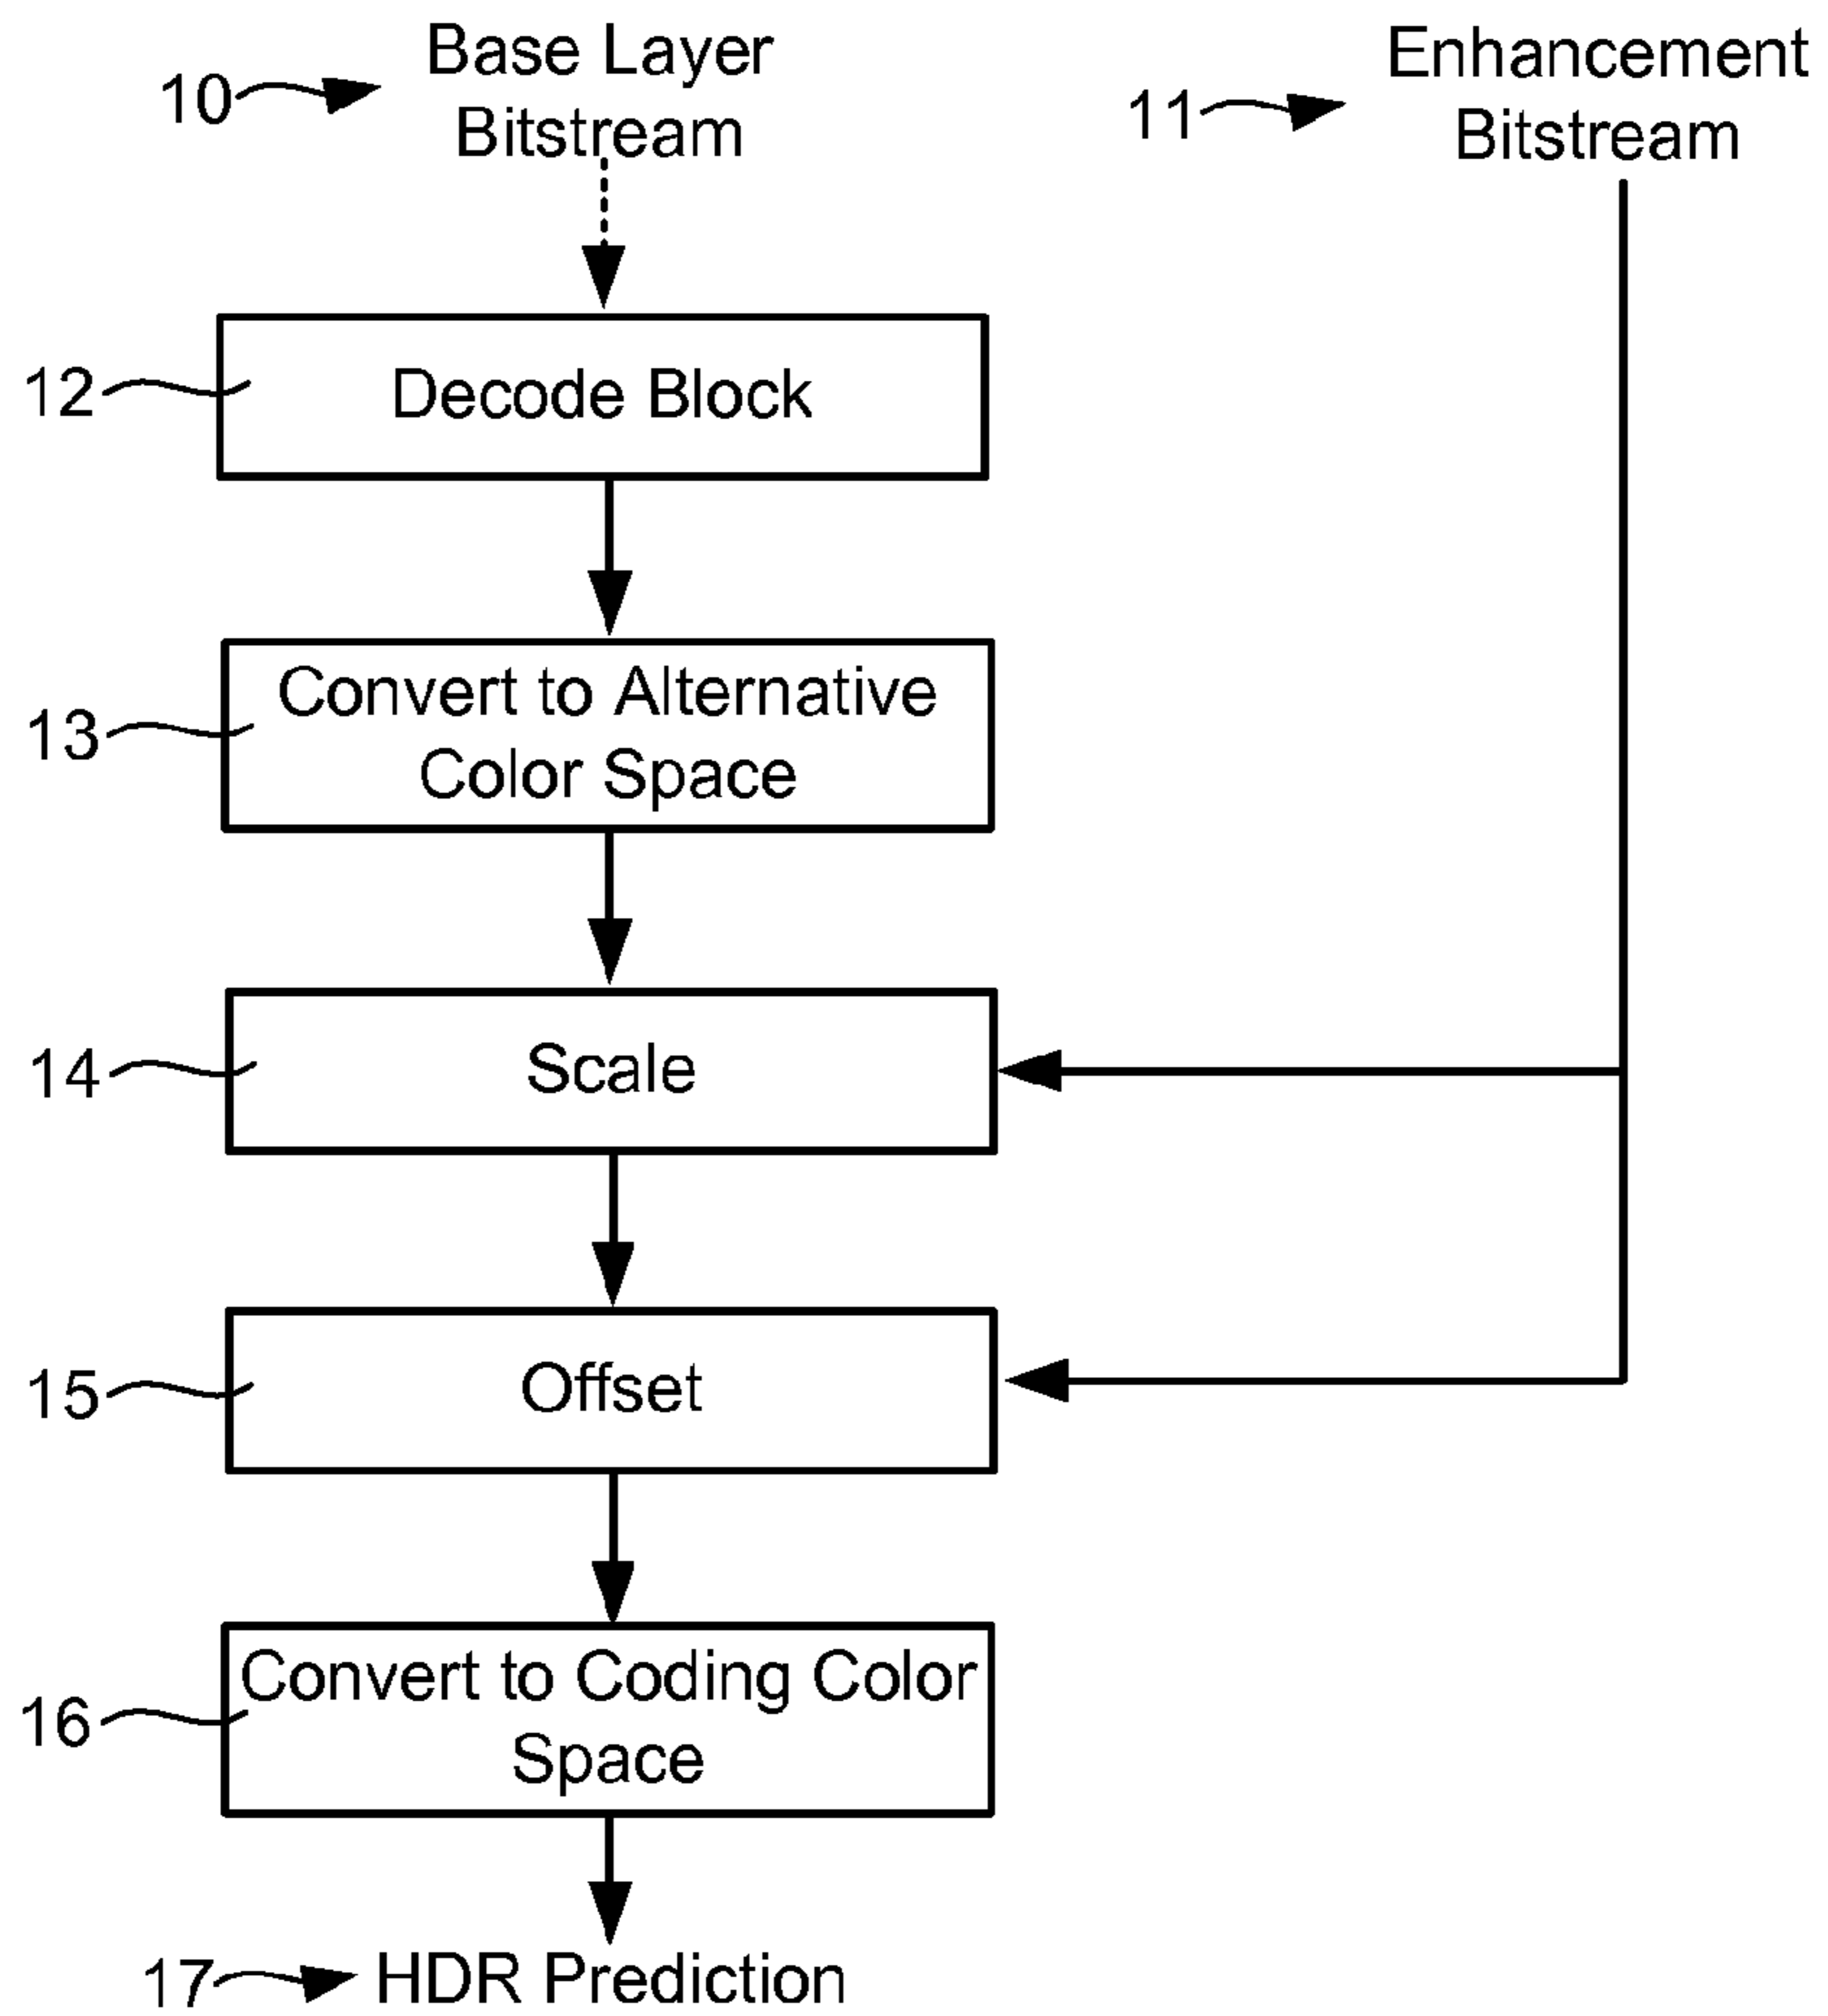 10
Base Layer
Bitstream
11
Enhancement
Bitstream
12
Decode Block
13
Convert to Alternative
Color Space
14
Scale
15
Offset
16
Convert to Coding Color
Space
17
HDR Prediction